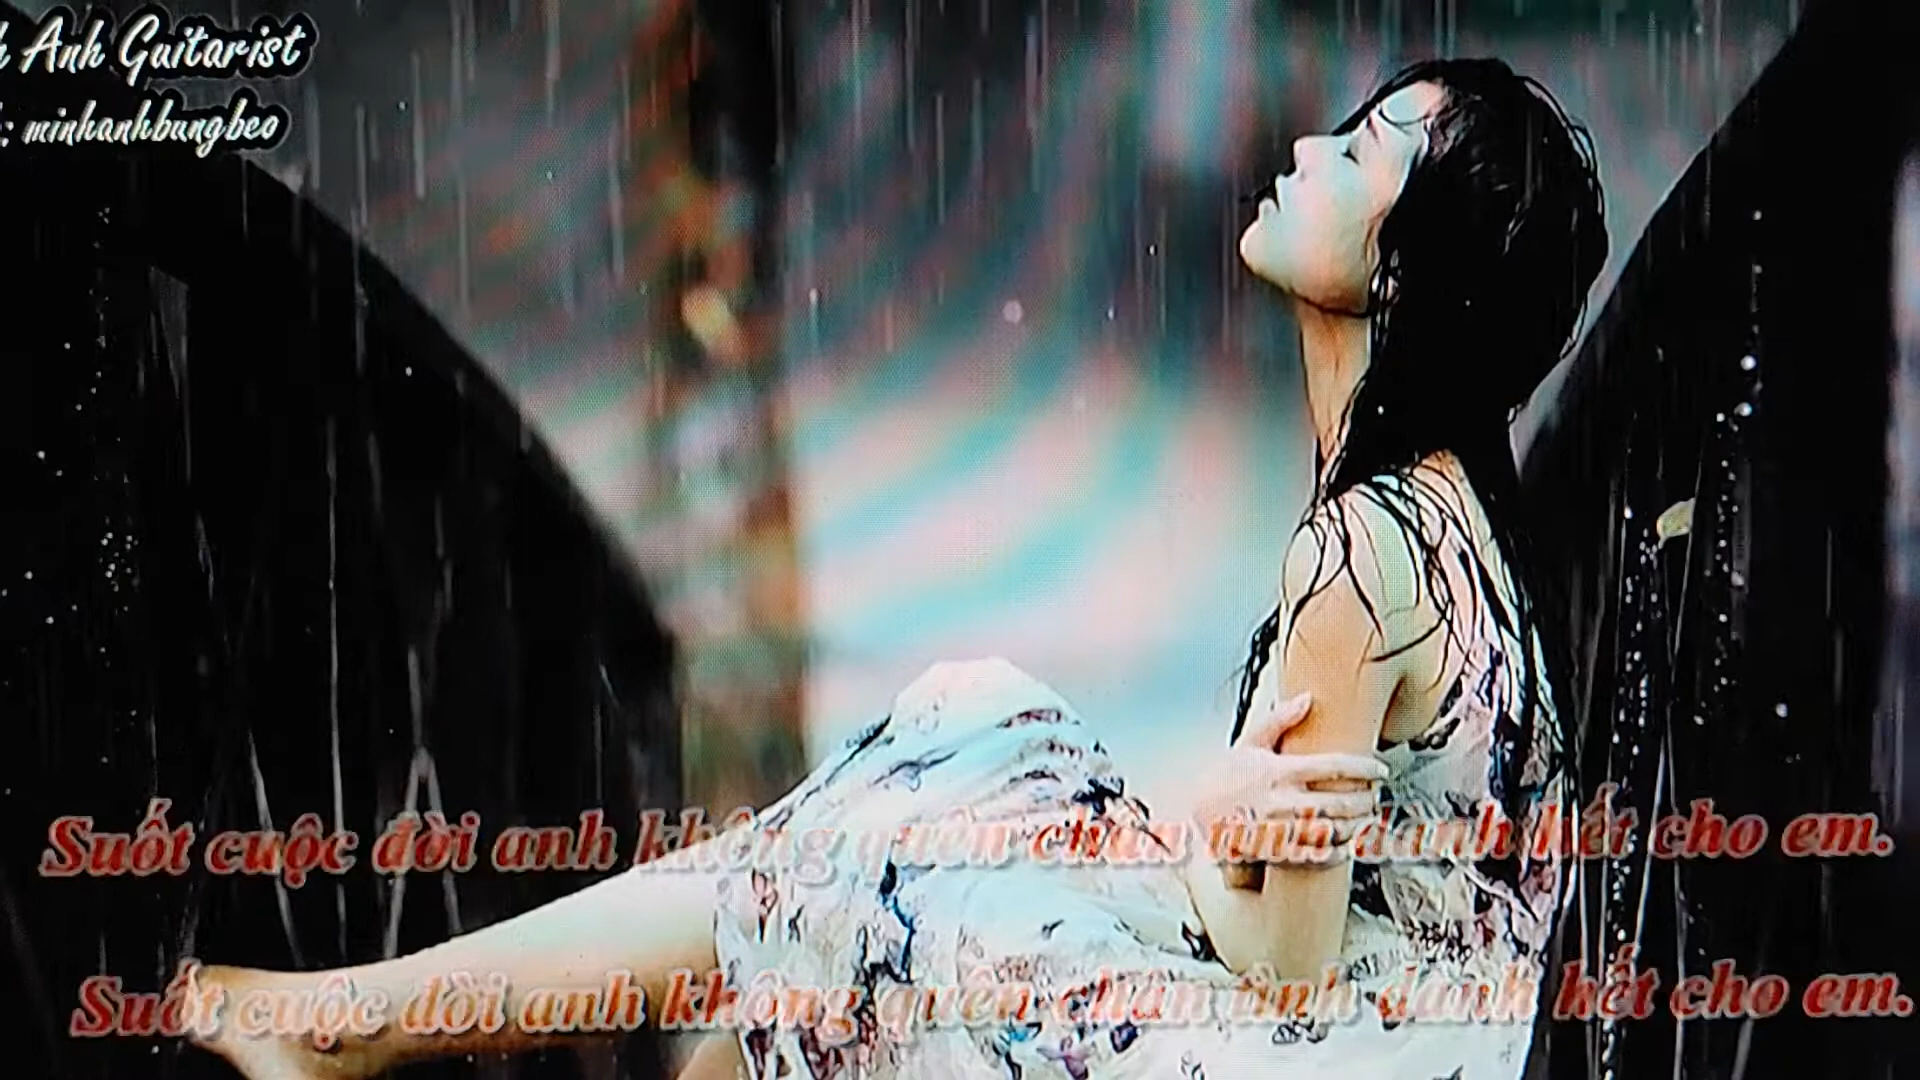 h Anh Guitarist
: minhanhbungbeo
Suốt cuộc đời anh không quên chân tình dành hết cho em.
Suốt cuộc đời anh không quên chân tình dành hết cho em.